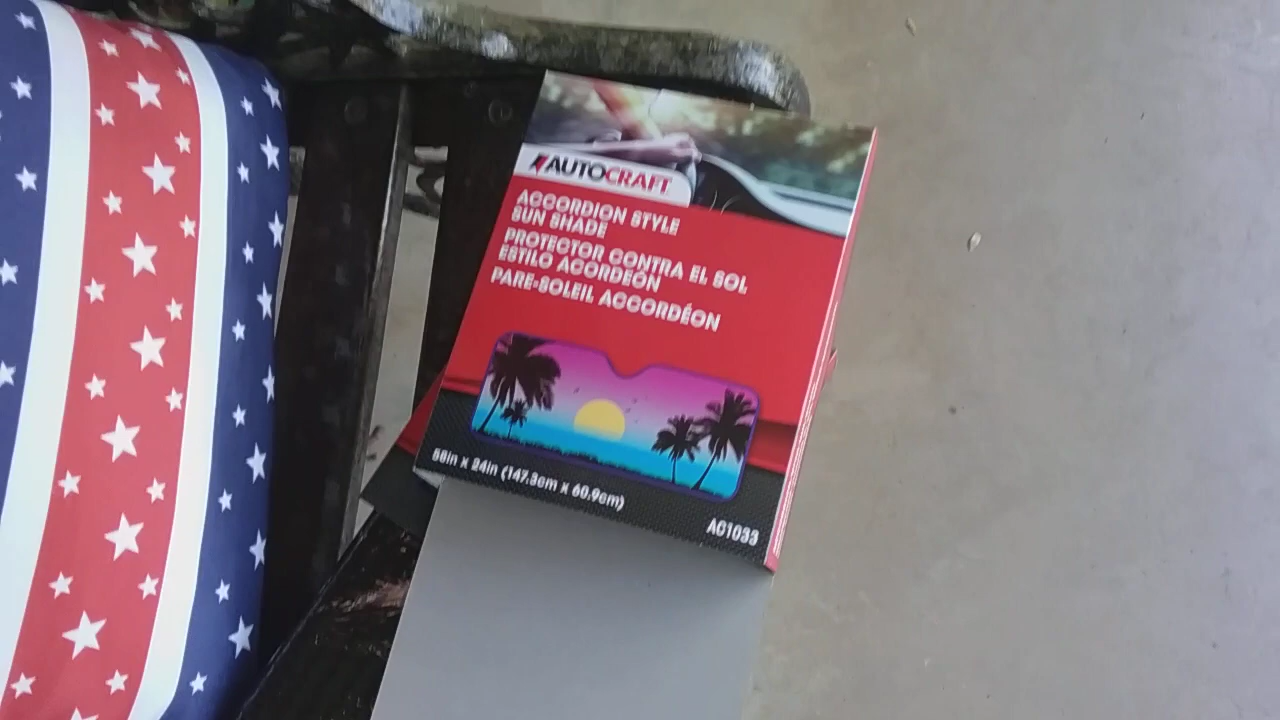 AUTOCRAFT
ACCORDION STYLE
SUN SHADE
PROTECTOR CONTRA EL SOL
ESTILO ACORDEÓN
PARE-SOLEIL ACCORDÉON
58in x 24in (147.3cm x 60.9cm)
AC1033